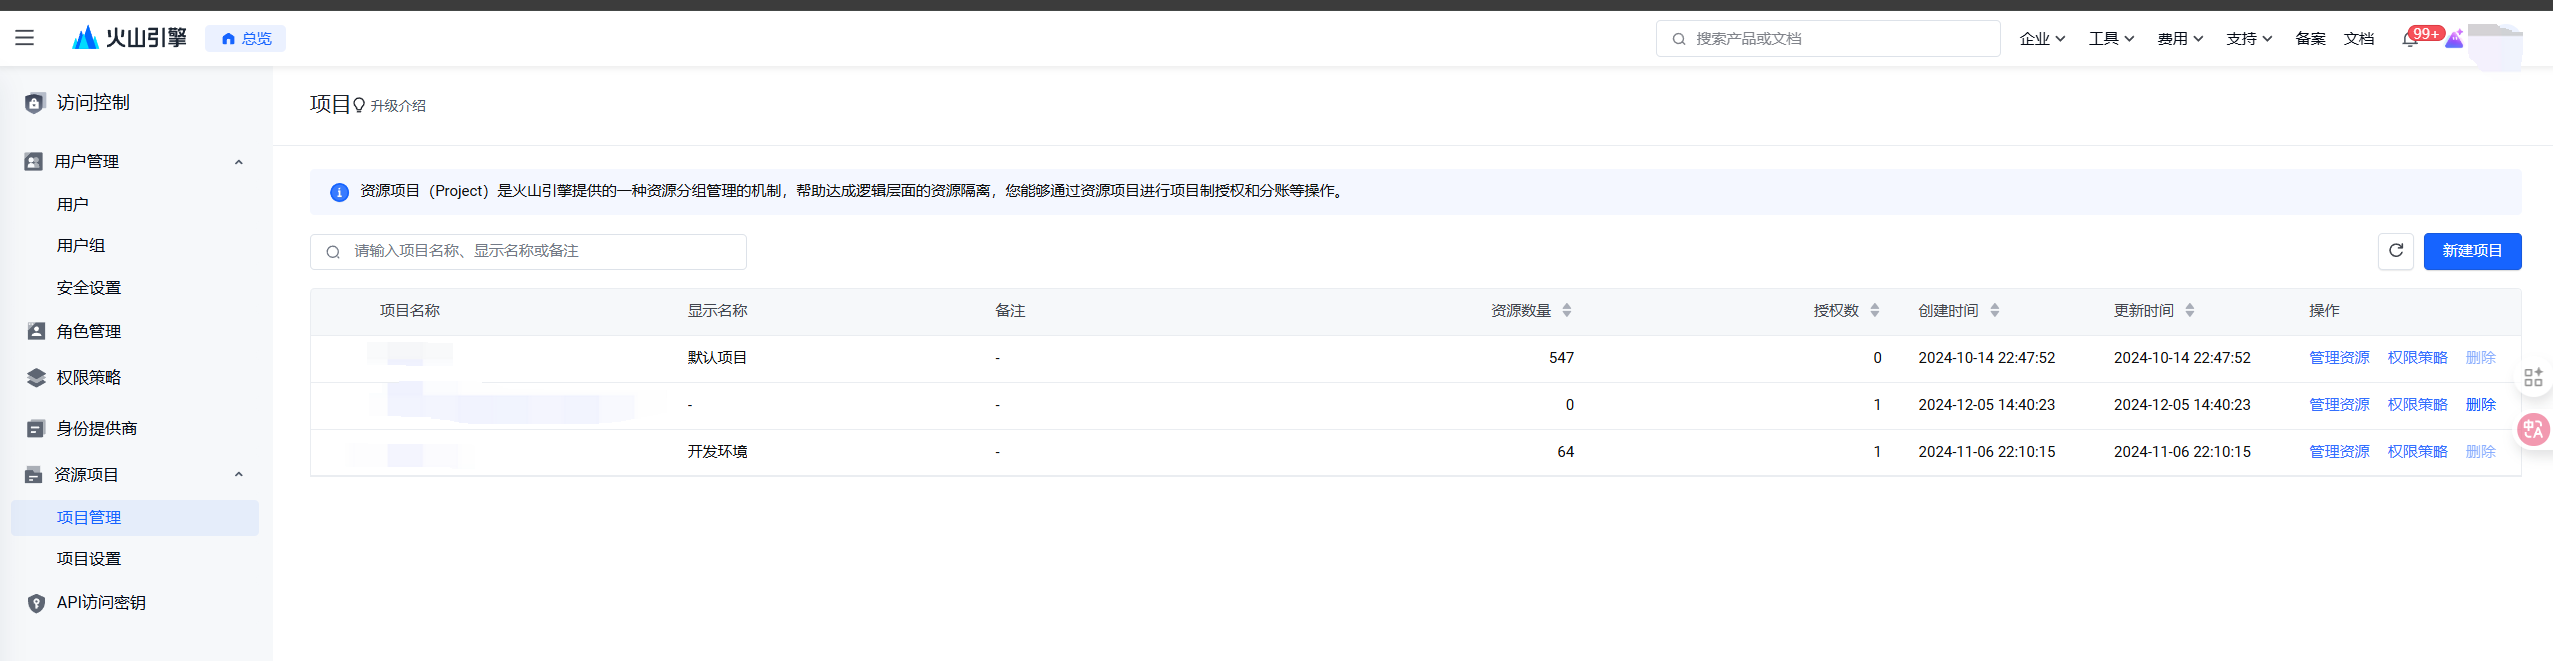 火山引擎 总览 搜索产品或文档 企业 工具 费用 支持 备案 文档 99+
访问控制
用户管理
用户
用户组
安全设置
角色管理
权限策略
身份提供商
资源项目
项目管理
项目设置
API访问密钥
项目 升级介绍
资源项目（Project）是火山引擎提供的一种资源分组管理的机制，帮助达成逻辑层面的资源隔离，您能够通过资源项目进行项目制授权和分账等操作。
请输入项目名称、显示名称或备注 新建项目
项目名称 显示名称 备注 资源数量 授权数 创建时间 更新时间 操作
默认项目 - 547 0 2024-10-14 22:47:52 2024-10-14 22:47:52 管理资源 权限策略 删除
- - 0 1 2024-12-05 14:40:23 2024-12-05 14:40:23 管理资源 权限策略 删除
开发环境 - 64 1 2024-11-06 22:10:15 2024-11-06 22:10:15 管理资源 权限策略 删除